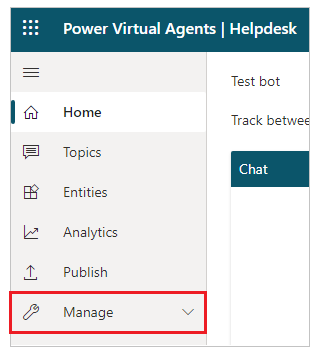 Power Virtual Agents | Helpdesk
Test bot
Home
Track betwee
Topics
Chat
Entities
Analytics
Publish
Manage